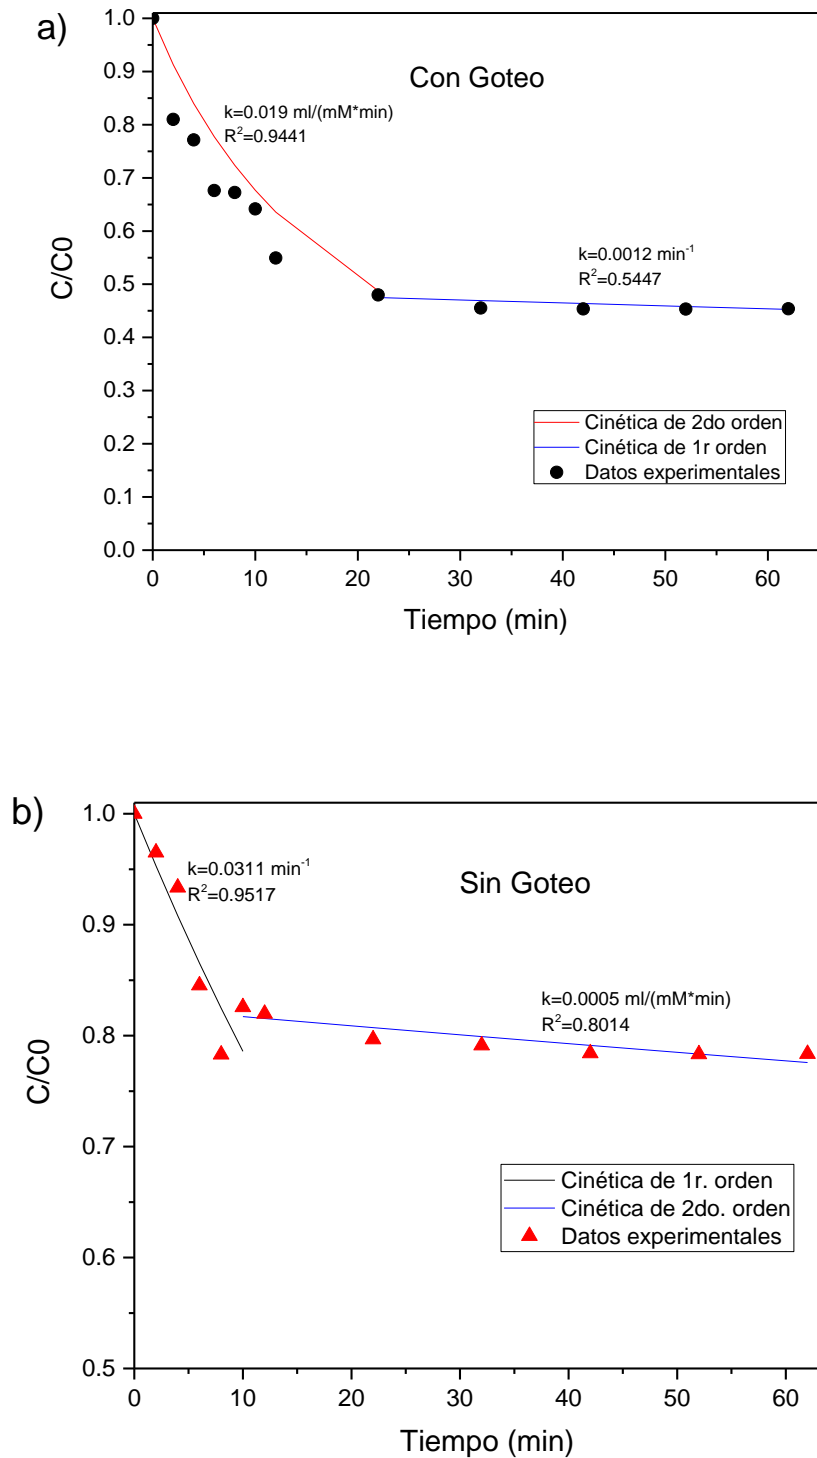 a)
Con Goteo
k=0.019 ml/(mM*min)
R²=0.9441
k=0.0012 min⁻¹
R²=0.5447
Cinética de 2do orden
Cinética de 1r orden
Datos experimentales
C/C0
1.0
0.9
0.8
0.7
0.6
0.5
0.4
0.3
0.2
0.1
0.0
0 10 20 30 40 50 60
Tiempo (min)
b)
Sin Goteo
k=0.0311 min⁻¹
R²=0.9517
k=0.0005 ml/(mM*min)
R²=0.8014
Cinética de 1r. orden
Cinética de 2do. orden
Datos experimentales
C/C0
1.0
0.9
0.8
0.7
0.6
0.5
0 10 20 30 40 50 60
Tiempo (min)